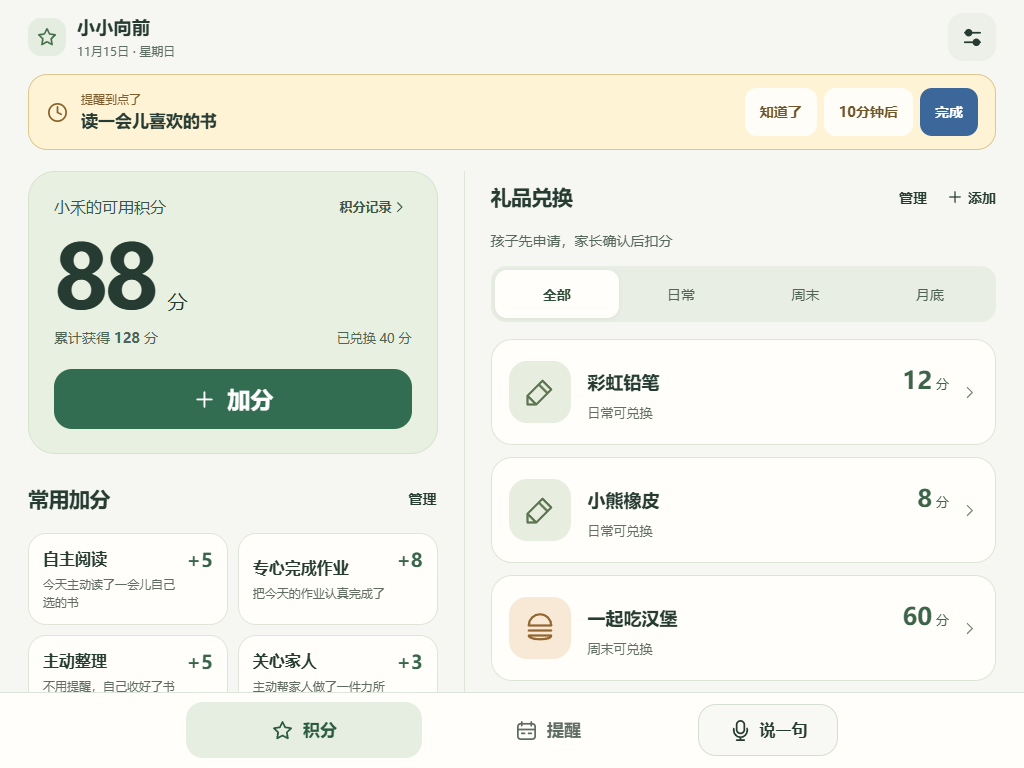 小小向前
11月15日 · 星期日
提醒到点了
读一会儿喜欢的书
知道了
10分钟后
完成
小禾的可用积分
积分记录
88 分
累计获得 128 分
已兑换 40 分
加分
常用加分
管理
自主阅读
+5
今天主动读了一会儿自己
选的书
专心完成作业
+8
把今天的作业认真完成了
主动整理
+5
不用提醒，自己收好了书
关心家人
+3
主动帮家人做了一件力所
礼品兑换
管理
添加
孩子先申请，家长确认后扣分
全部
日常
周末
月底
彩虹铅笔
12 分
日常可兑换
小熊橡皮
8 分
日常可兑换
一起吃汉堡
60 分
周末可兑换
积分
提醒
说一句